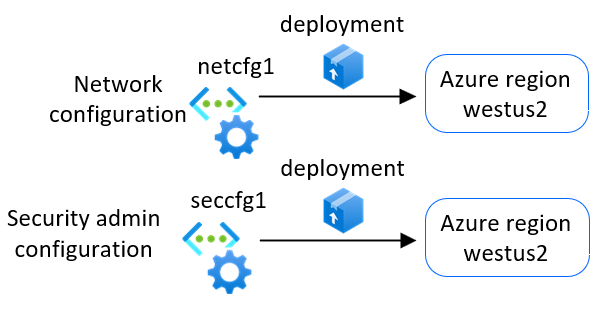 deployment
netcfg1
Network
configuration
Azure region
westus2
deployment
seccfg1
Security admin
configuration
Azure region
westus2